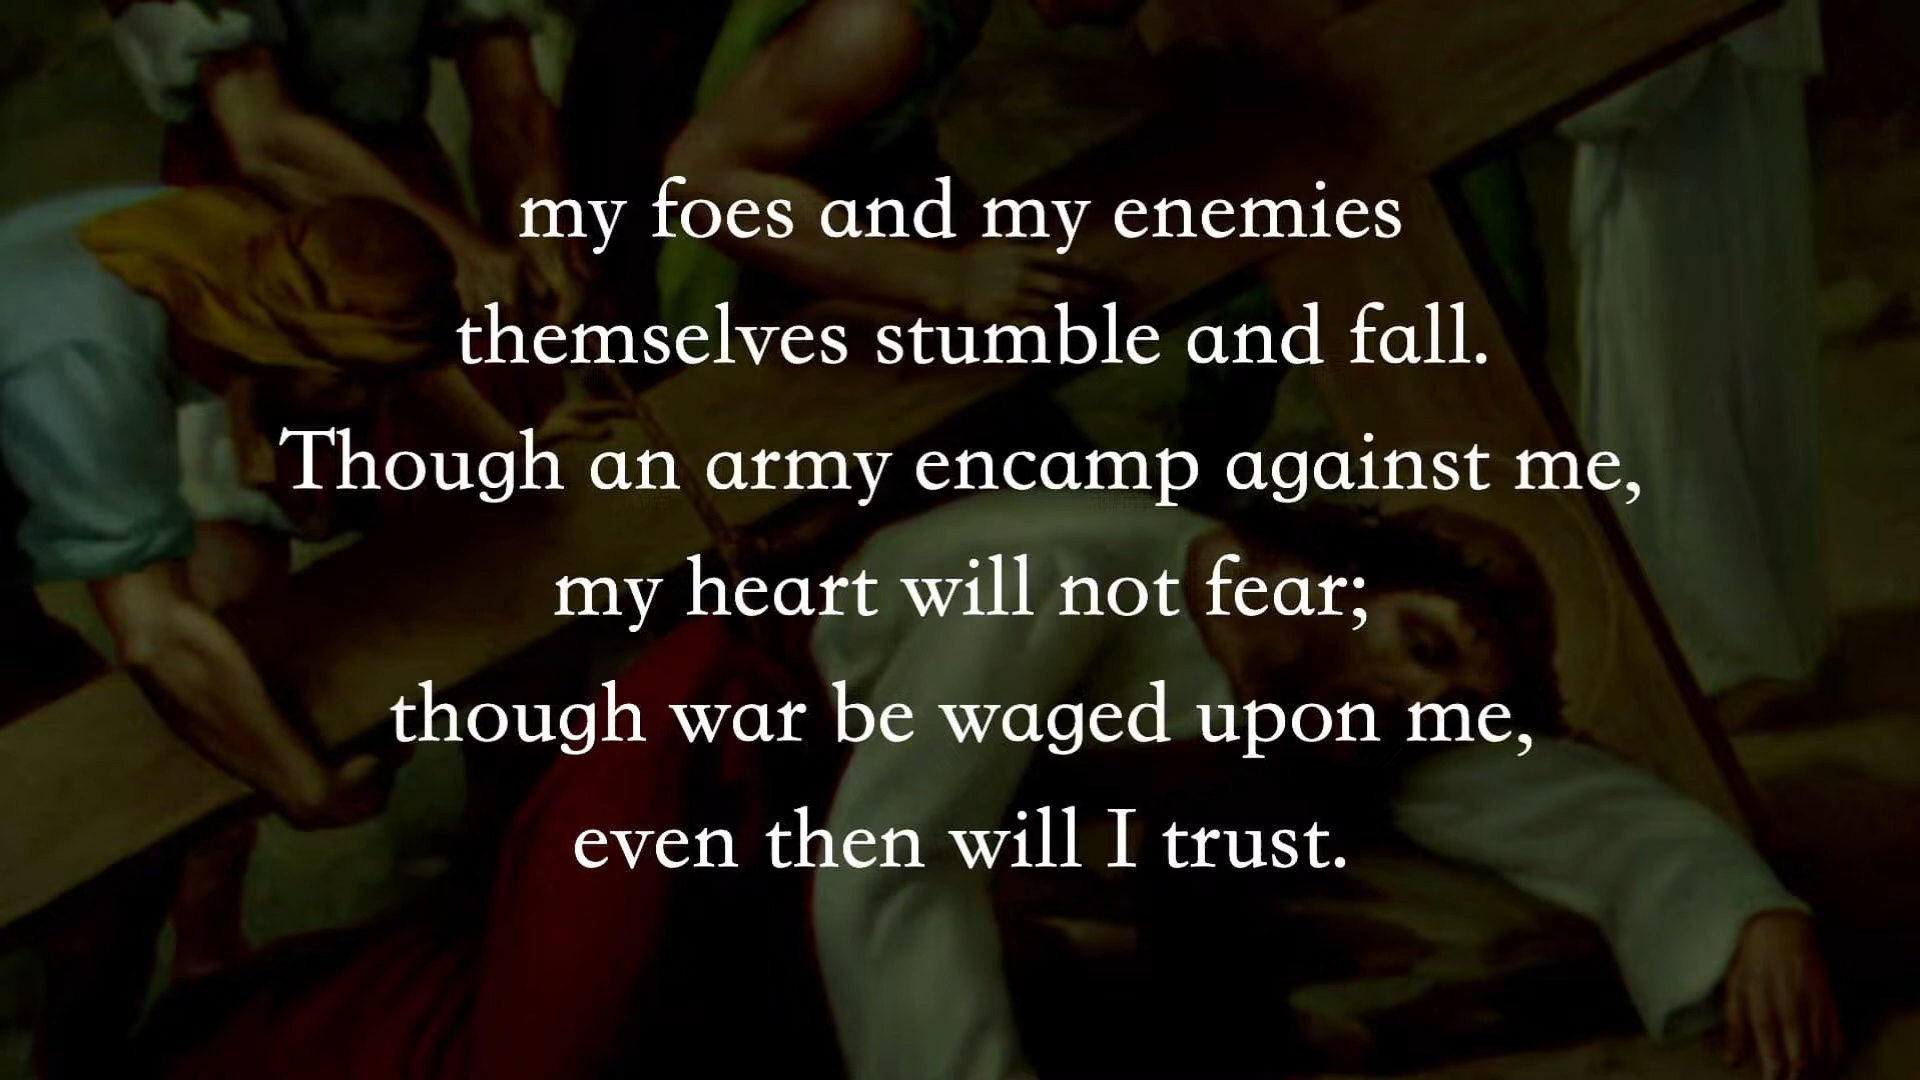 my foes and my enemies
themselves stumble and fall.
Though an army encamp against me,
my heart will not fear;
though war be waged upon me,
even then will I trust.